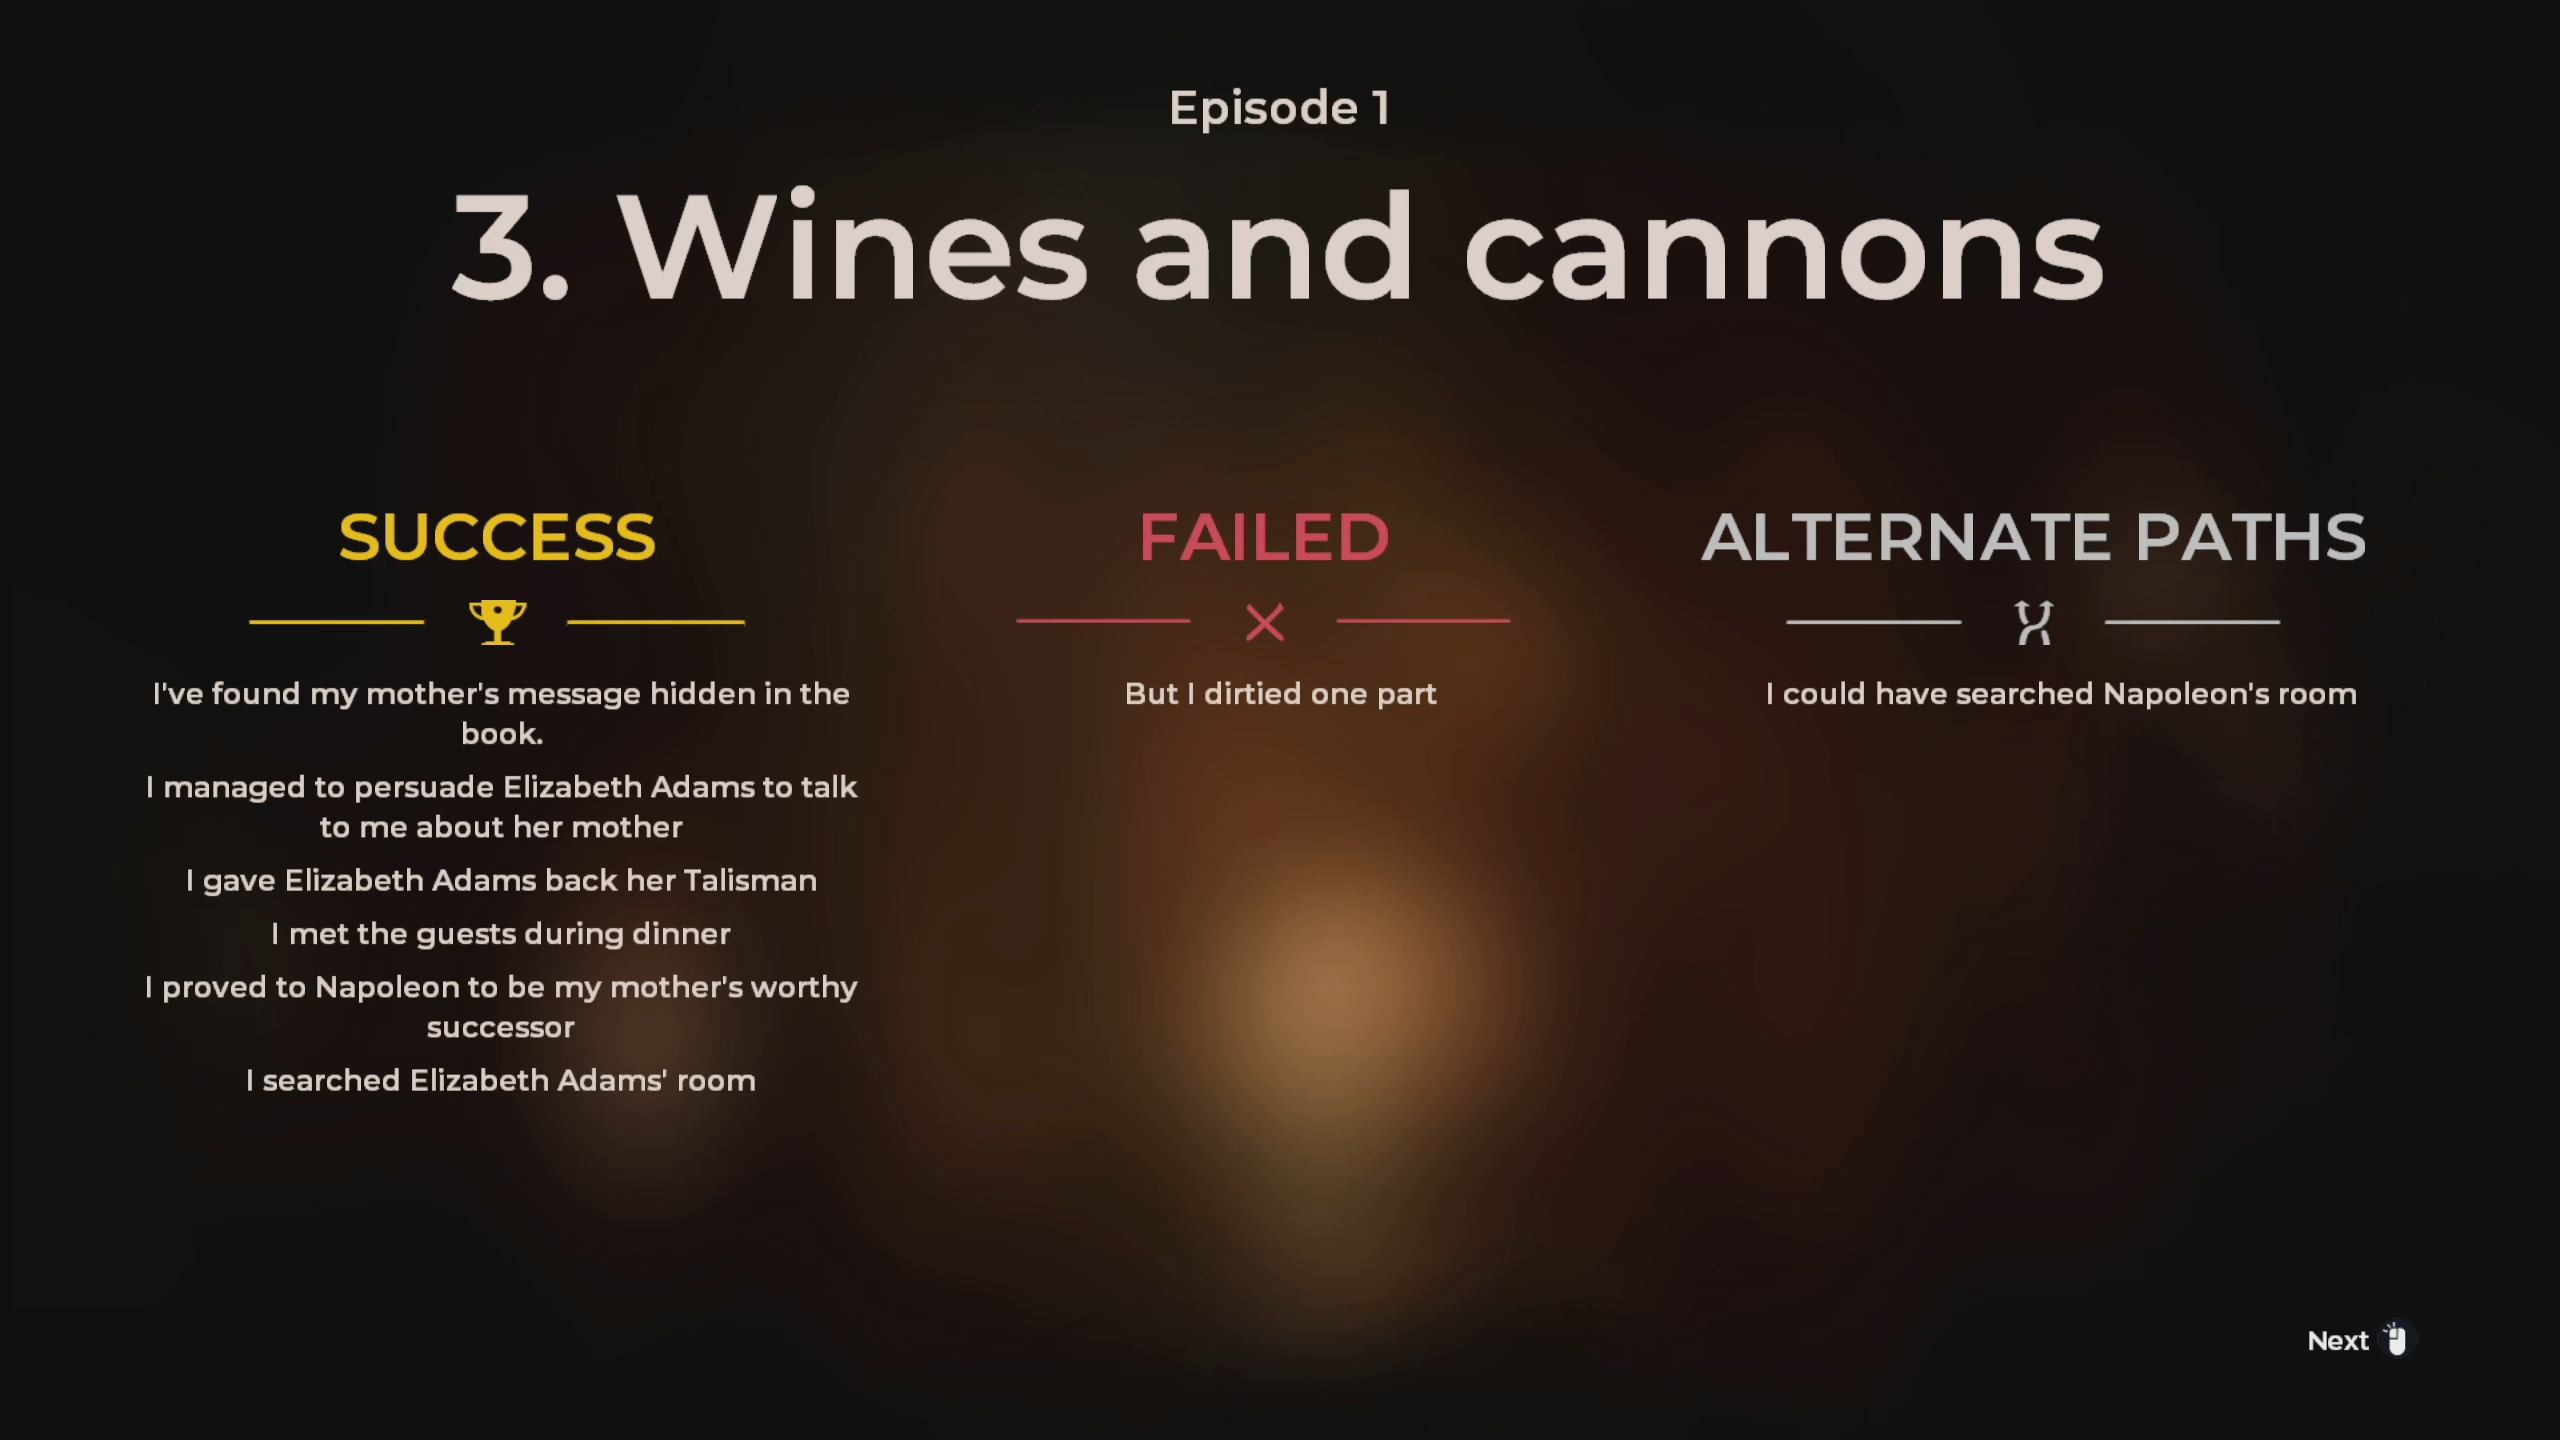 Episode 1
3. Wines and cannons
SUCCESS
I've found my mother's message hidden in the
book.
I managed to persuade Elizabeth Adams to talk
to me about her mother
I gave Elizabeth Adams back her Talisman
I met the guests during dinner
I proved to Napoleon to be my mother's worthy
successor
I searched Elizabeth Adams' room
FAILED
But I dirtied one part
ALTERNATE PATHS
I could have searched Napoleon's room
Next